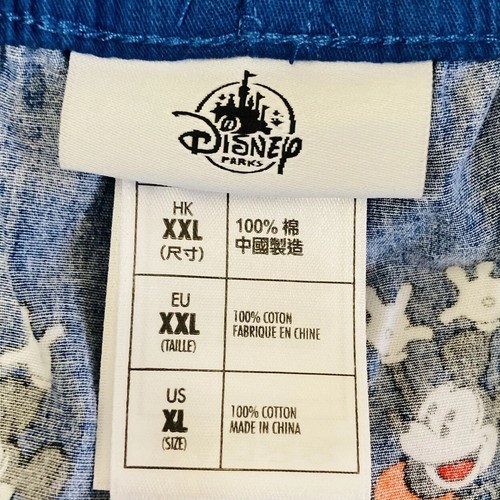 Disney
PARKS
HK
XXL
(尺寸)
100% 棉
中國製造
EU
XXL
(TAILLE)
100% COTON
FABRIQUE EN CHINE
US
XL
(SIZE)
100% COTTON
MADE IN CHINA